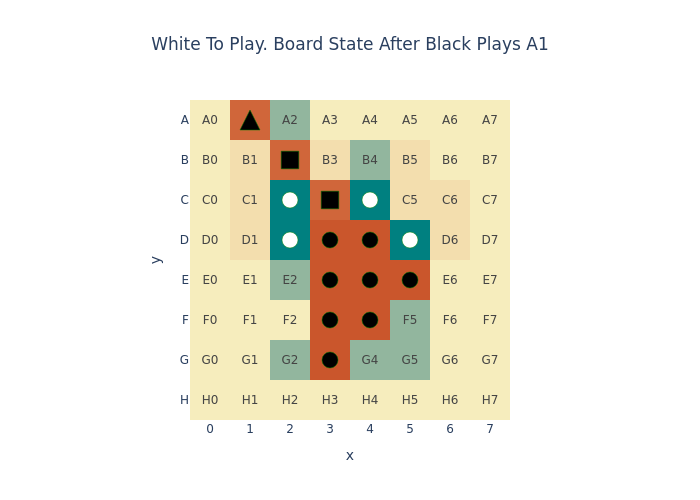 White To Play. Board State After Black Plays A1
A A0 A2 A3 A4 A5 A6 A7
B B0 B1 B3 B4 B5 B6 B7
C C0 C1 C5 C6 C7
D D0 D1 D6 D7
E E0 E1 E2 E6 E7
F F0 F1 F2 F5 F6 F7
G G0 G1 G2 G4 G5 G6 G7
H H0 H1 H2 H3 H4 H5 H6 H7
0 1 2 3 4 5 6 7
x
y